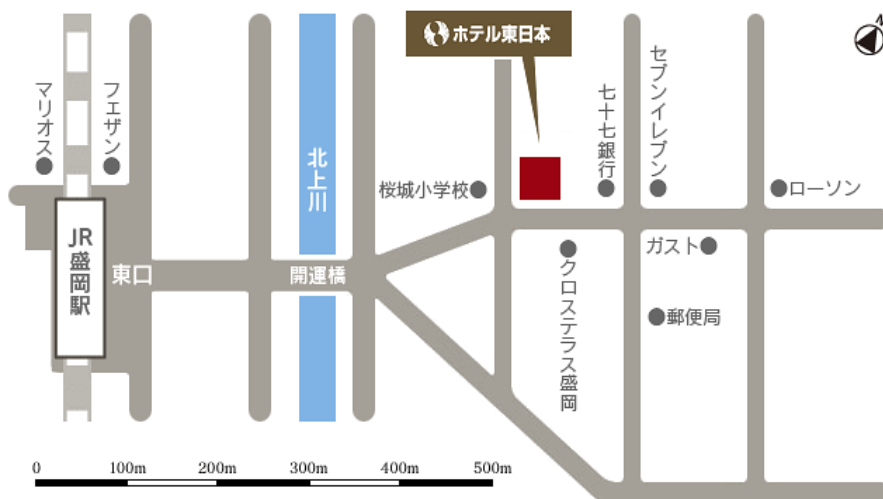 ホテル東日本
N
マリオス
フェザン
北上川
桜城小学校
七十七銀行
セブンイレブン
ローソン
JR盛岡駅
東口
開運橋
クロステラス盛岡
ガスト
郵便局
0 100m 200m 300m 400m 500m